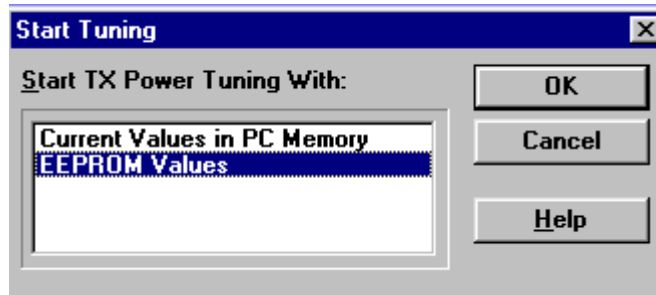 Start Tuning
Start TX Power Tuning With:
OK
Current Values in PC Memory
Cancel
EEPROM Values
Help